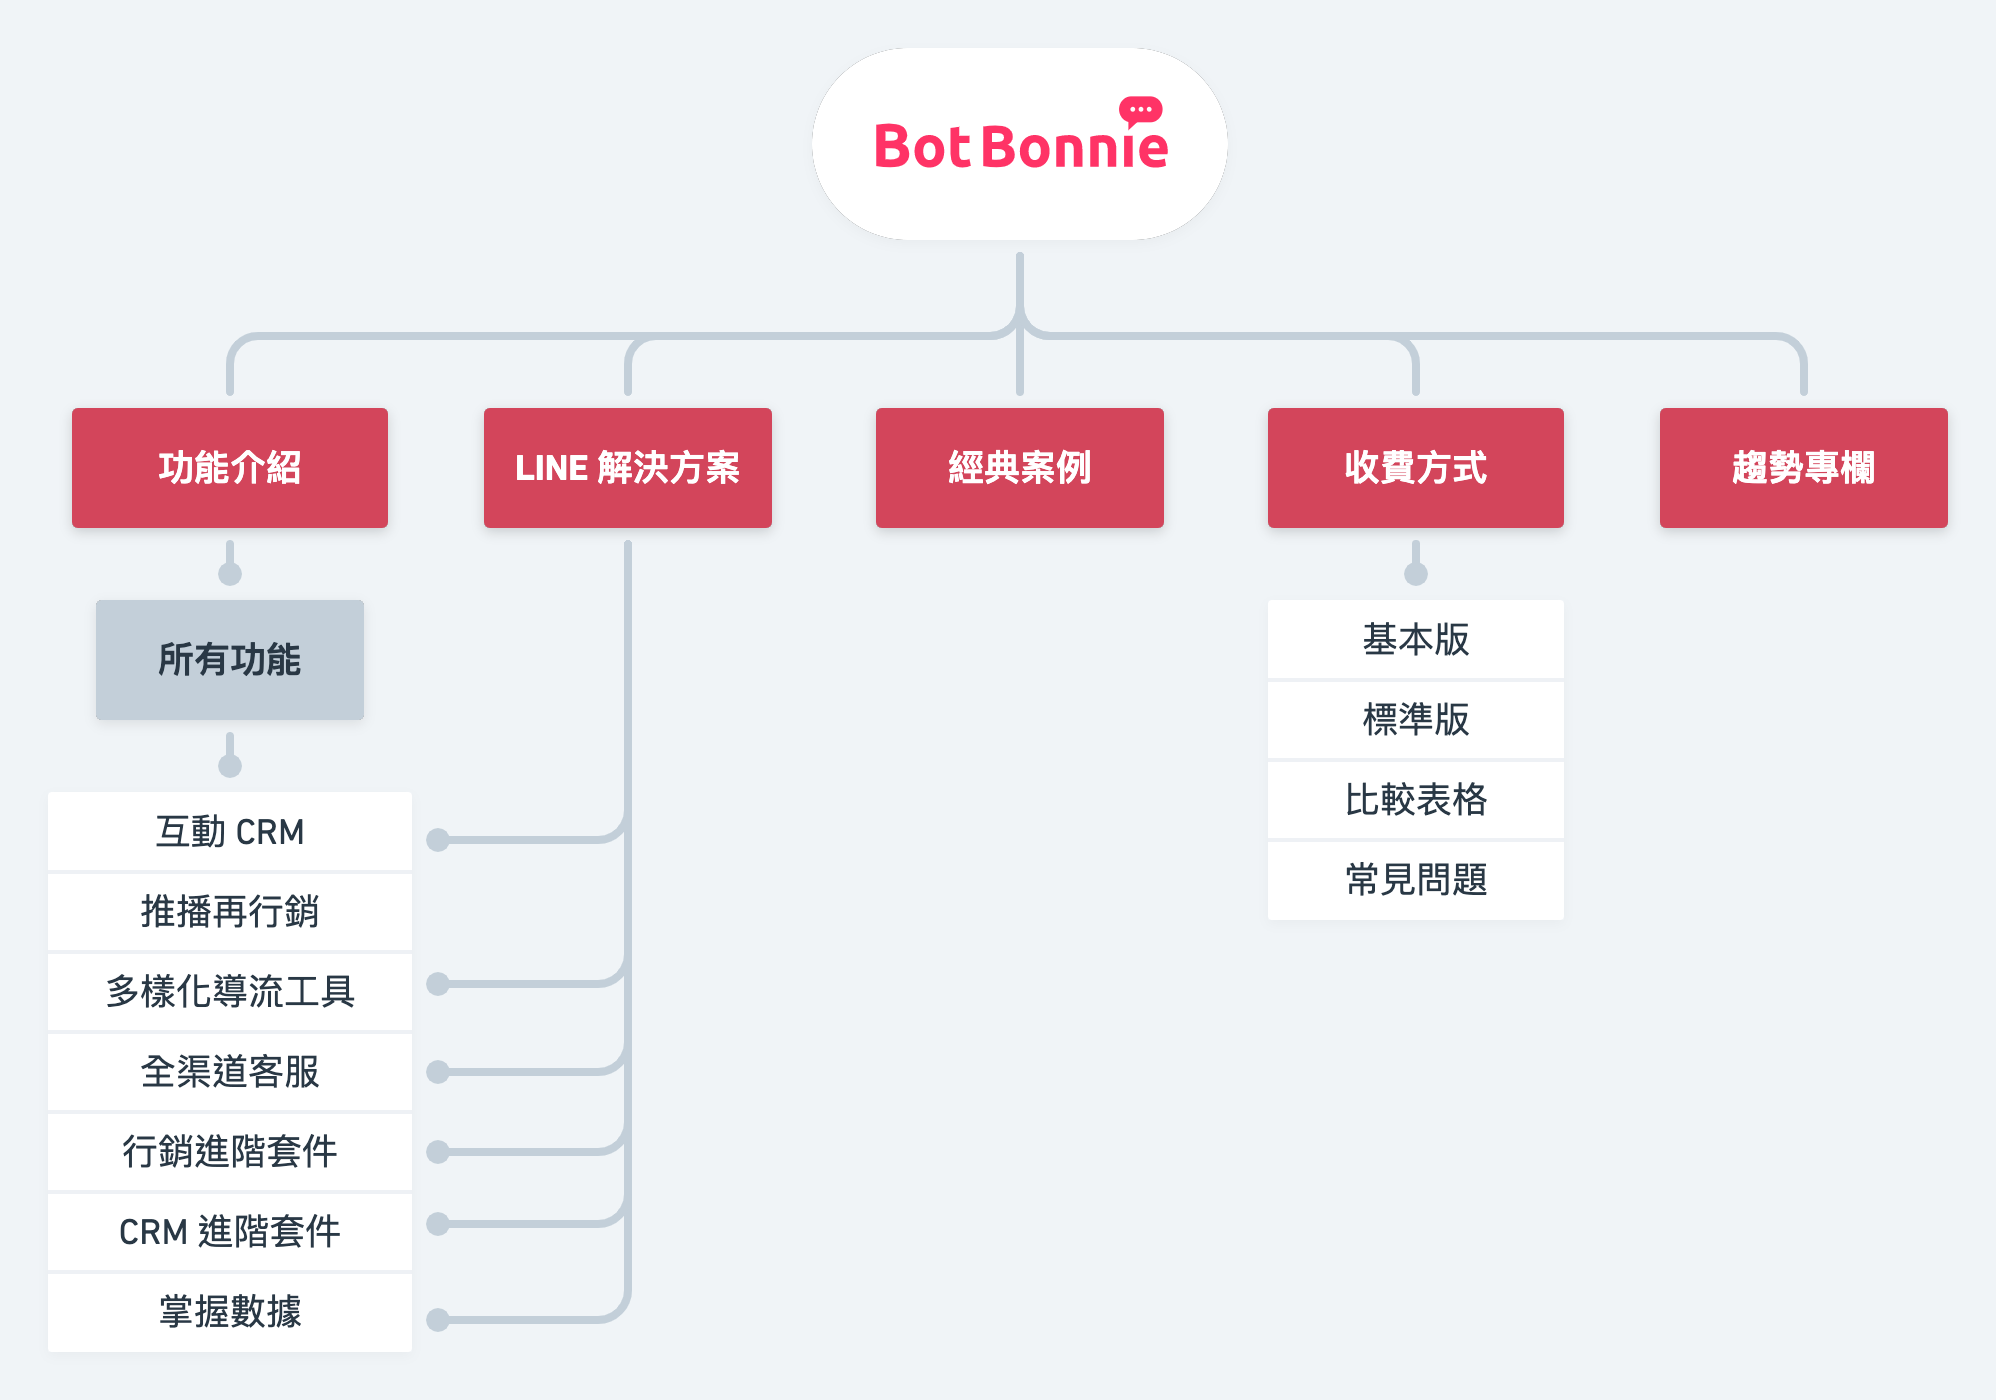 Bot Bonnie
功能介紹
LINE 解決方案
經典案例
收費方式
趨勢專欄
所有功能
互動 CRM
推播再行銷
多樣化導流工具
全渠道客服
行銷進階套件
CRM 進階套件
掌握數據
基本版
標準版
比較表格
常見問題